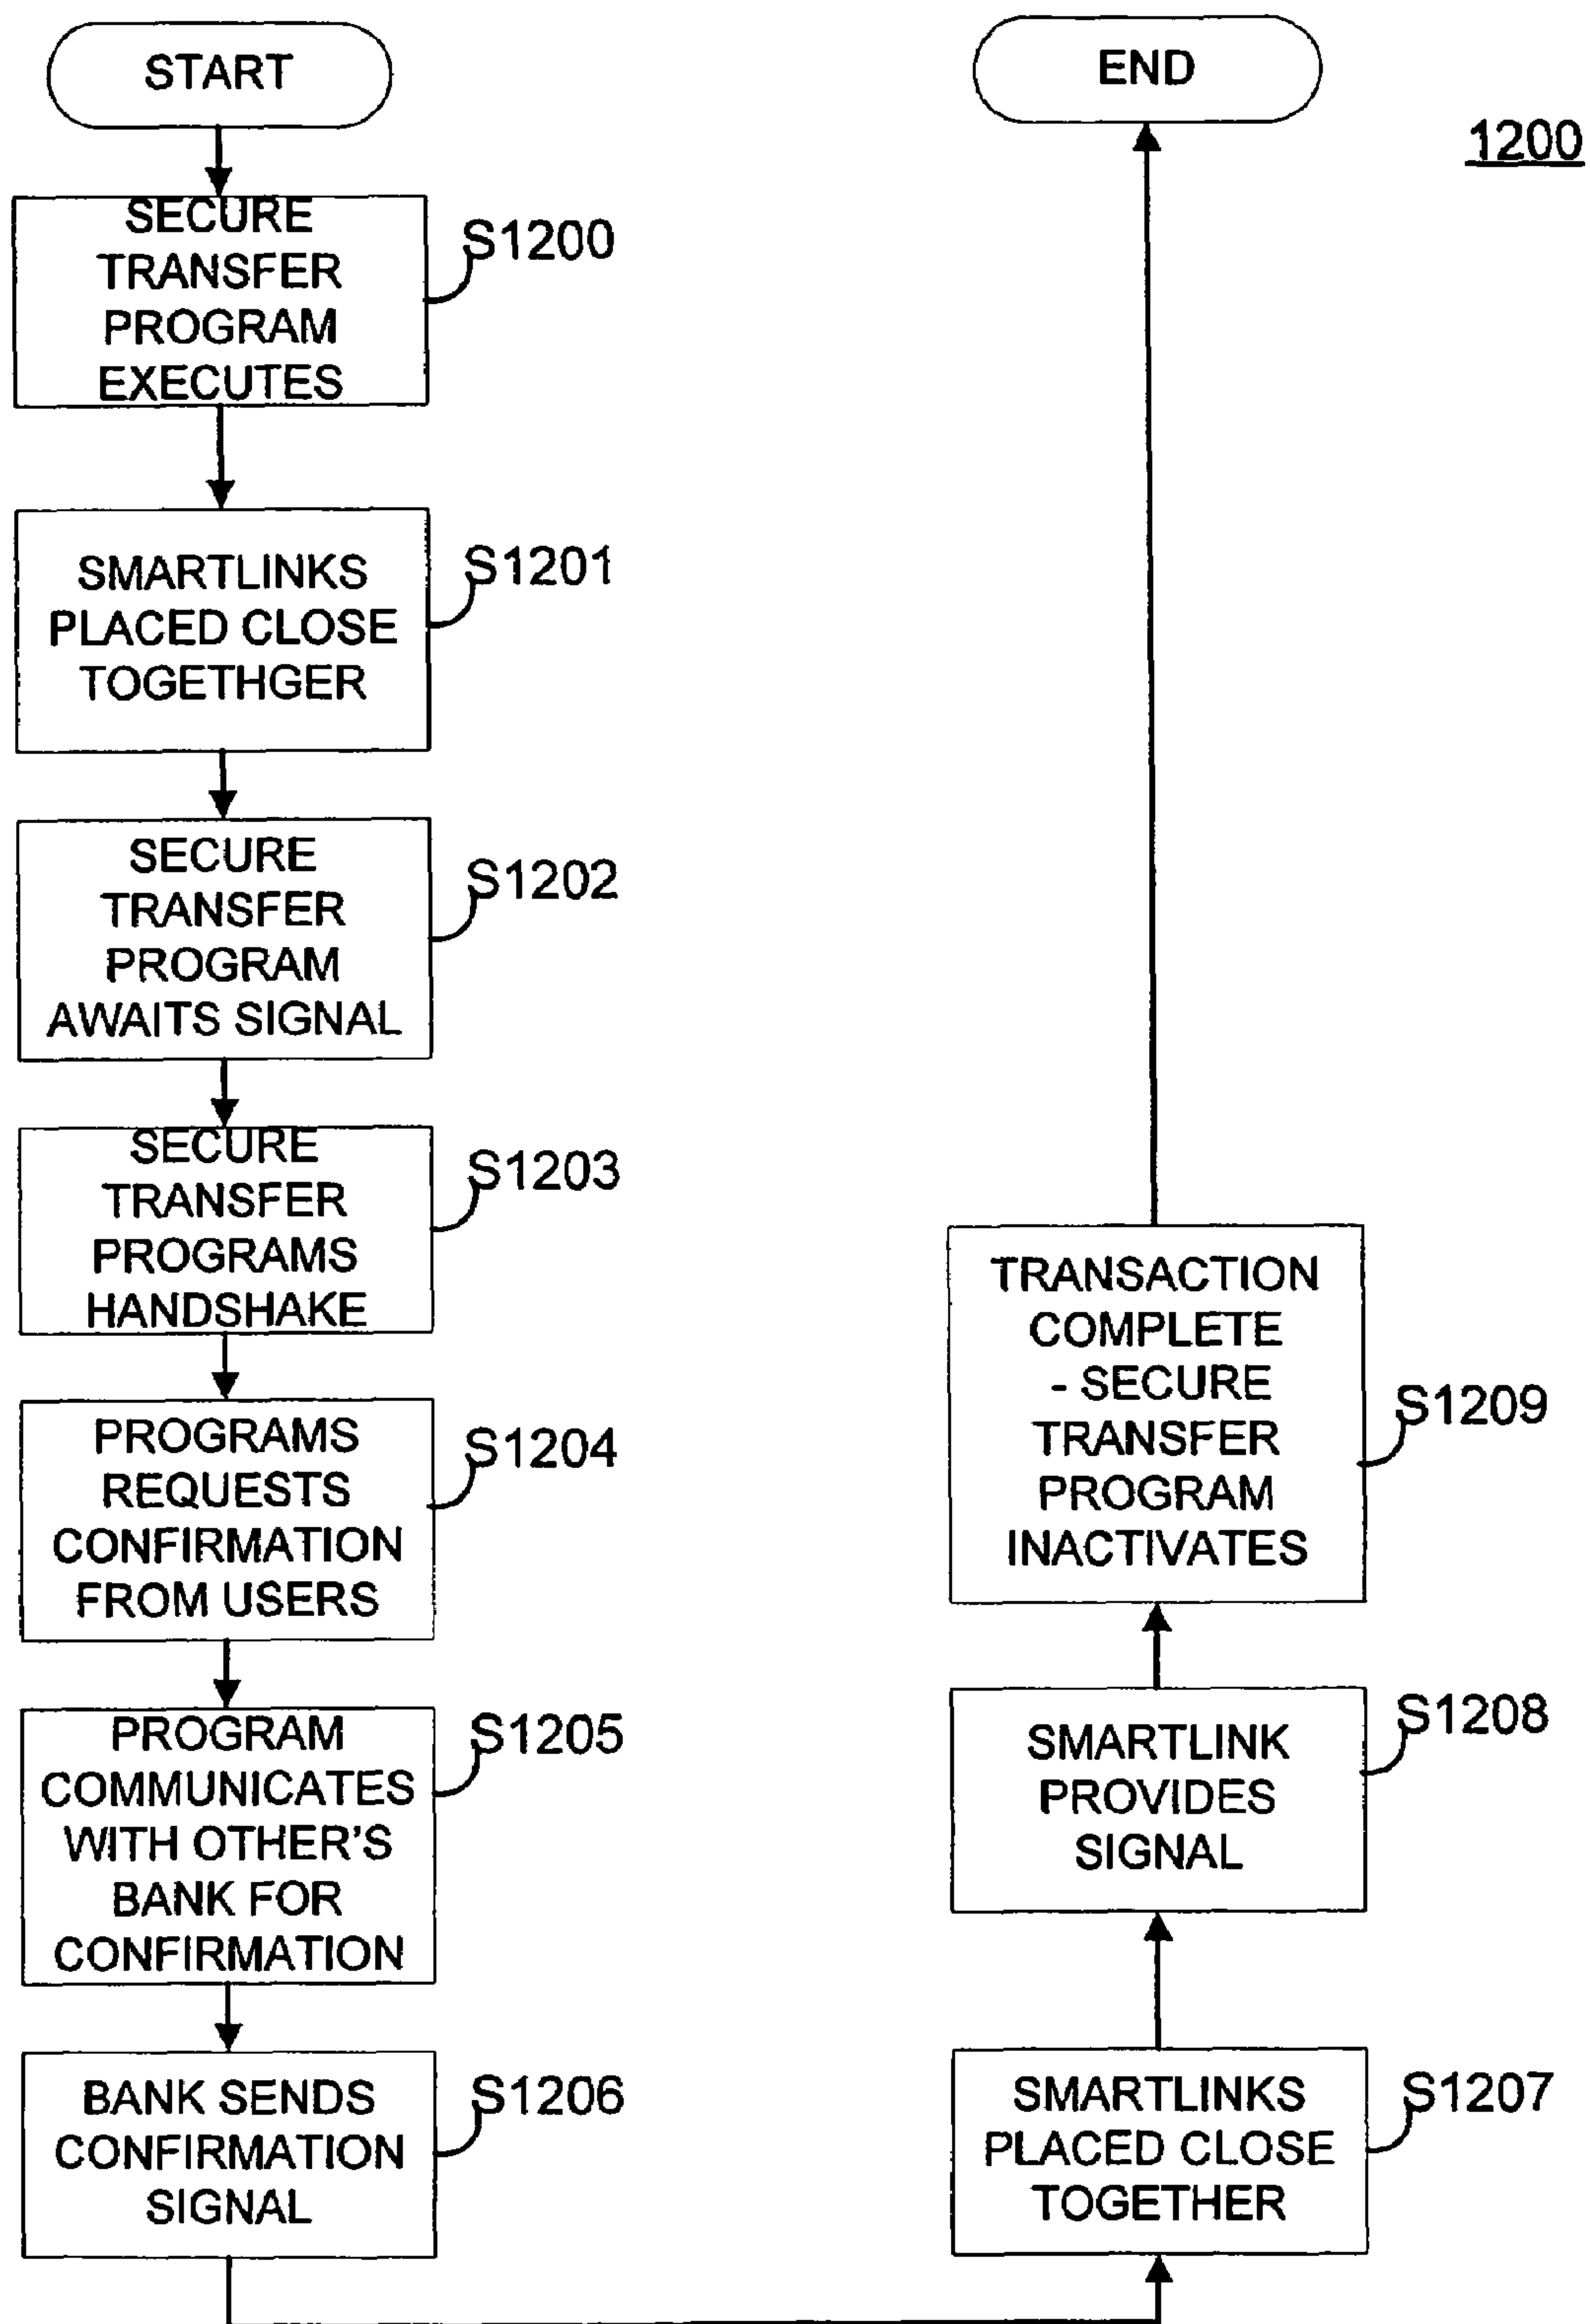 START
SECURE
TRANSFER
PROGRAM
EXECUTES
S1200
SMARTLINKS
PLACED CLOSE
TOGETHGER
S1201
SECURE
TRANSFER
PROGRAM
AWAITS SIGNAL
S1202
SECURE
TRANSFER
PROGRAMS
HANDSHAKE
S1203
PROGRAMS
REQUESTS
CONFIRMATION
FROM USERS
S1204
PROGRAM
COMMUNICATES
WITH OTHER'S
BANK FOR
CONFIRMATION
S1205
BANK SENDS
CONFIRMATION
SIGNAL
S1206
SMARTLINKS
PLACED CLOSE
TOGETHER
S1207
SMARTLINK
PROVIDES
SIGNAL
S1208
TRANSACTION
COMPLETE
- SECURE
TRANSFER
PROGRAM
INACTIVATES
S1209
END
1200